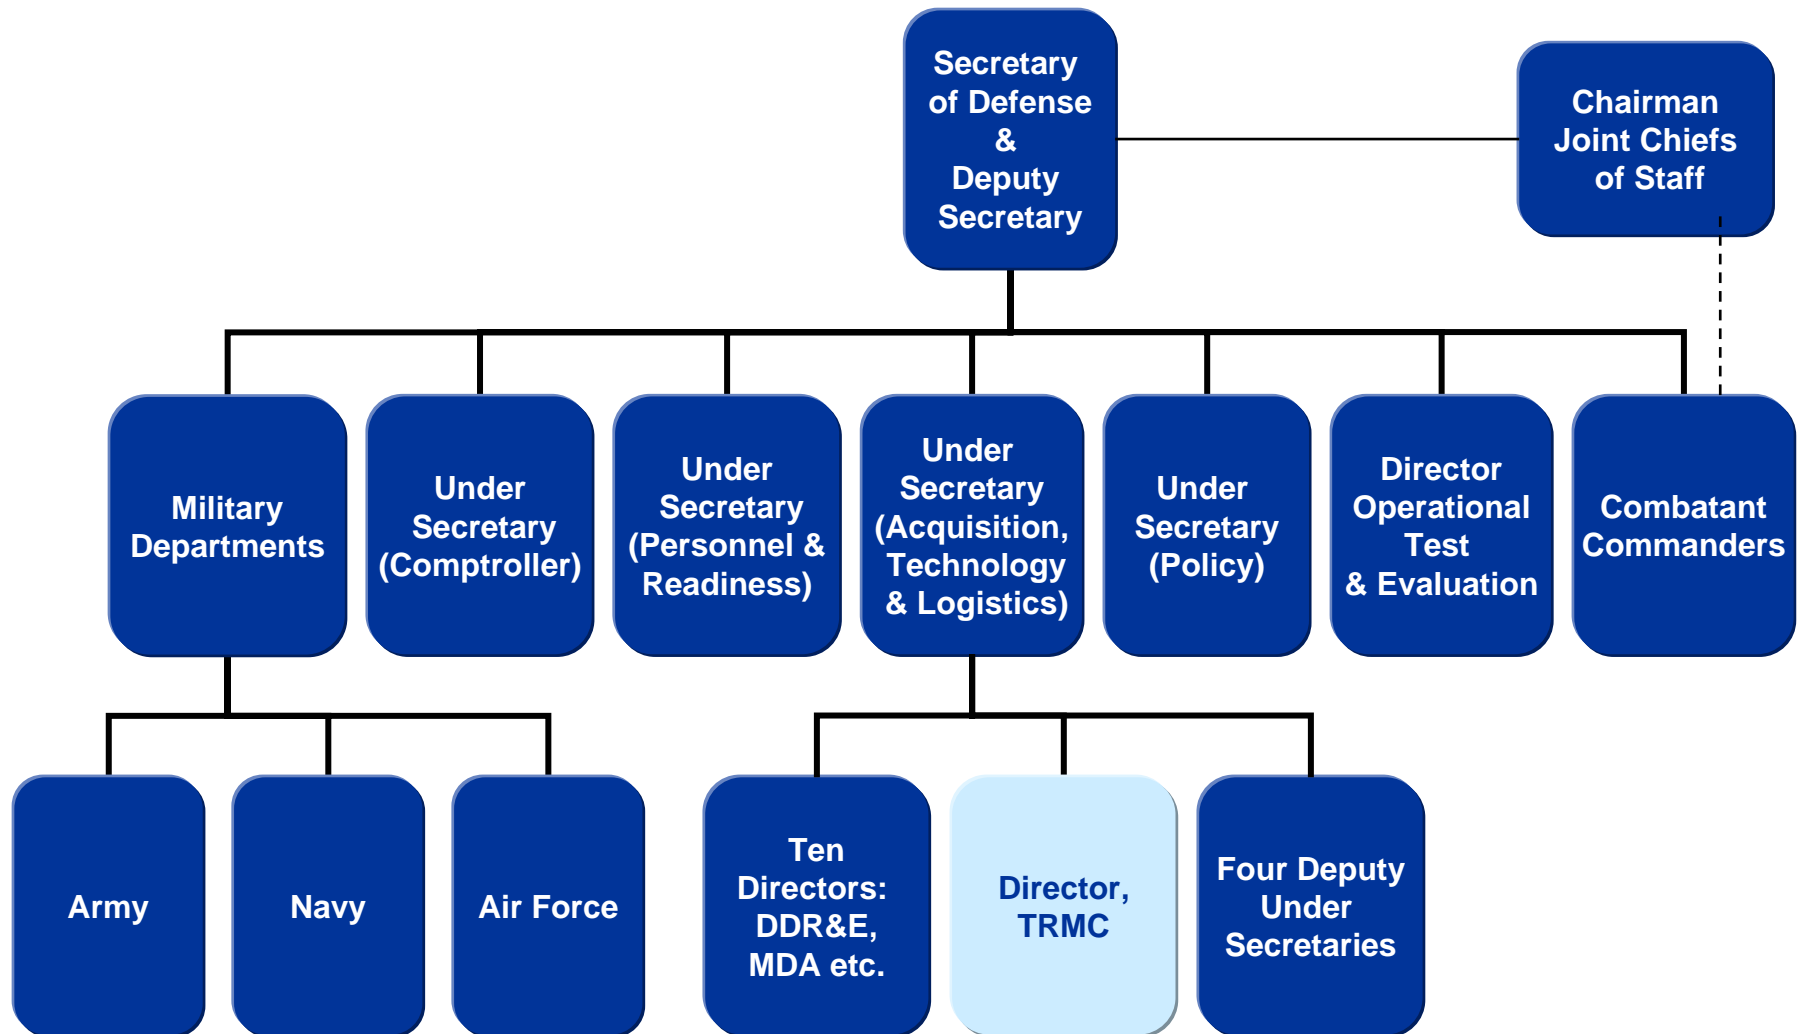 Secretary
of Defense
&
Deputy
Secretary
Chairman
Joint Chiefs
of Staff
Military
Departments
Under
Secretary
(Comptroller)
Under
Secretary
(Personnel &
Readiness)
Under
Secretary
(Acquisition,
Technology
& Logistics)
Under
Secretary
(Policy)
Director
Operational
Test
& Evaluation
Combatant
Commanders
Army
Navy
Air Force
Ten
Directors:
DDR&E,
MDA etc.
Director,
TRMC
Four Deputy
Under
Secretaries